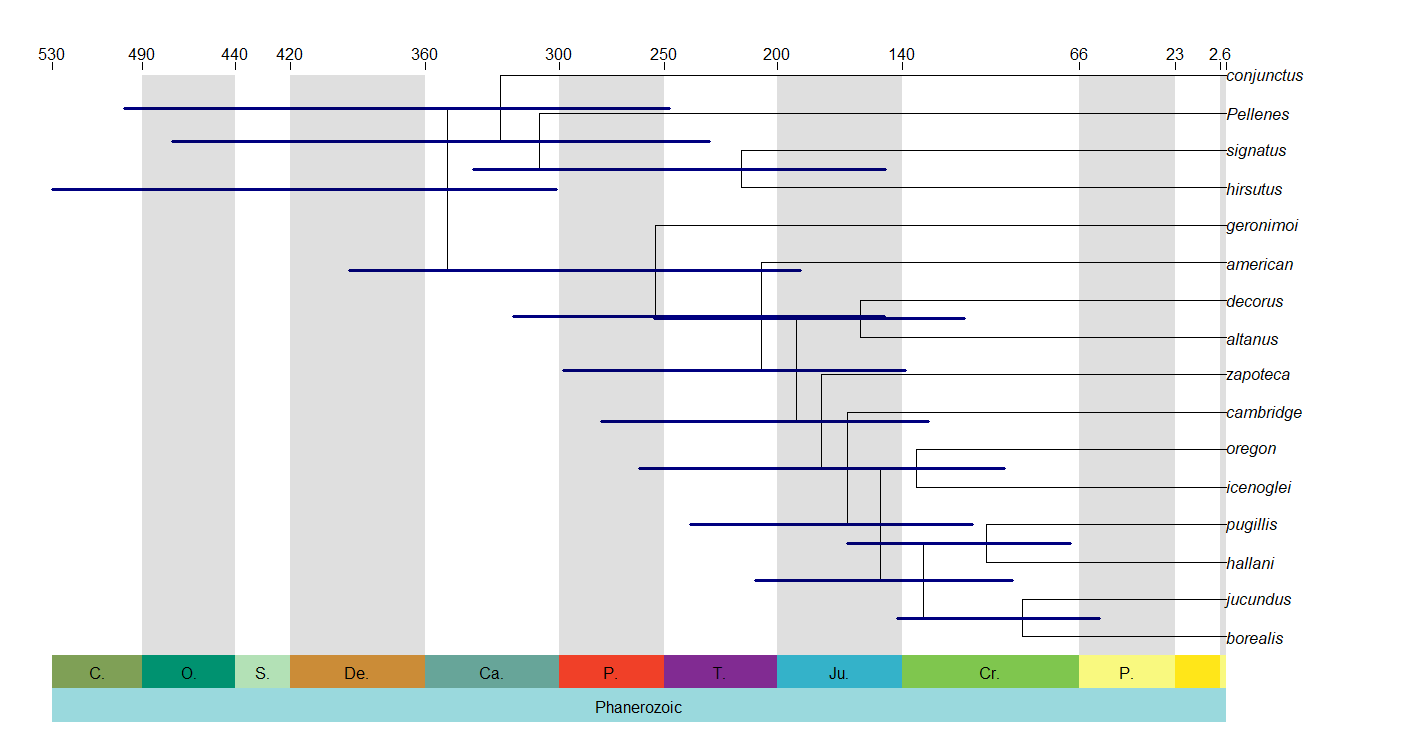 530 490 440 420 360 300 250 200 140 66 23 2.6
conjunctus
Pellenes
signatus
hirsutus
geronimoi
american
decorus
altanus
zapoteca
cambridge
oregon
icenoglei
pugillis
hallani
jucundus
borealis
C. O. S. De. Ca. P. T. Ju. Cr. P.
Phanerozoic